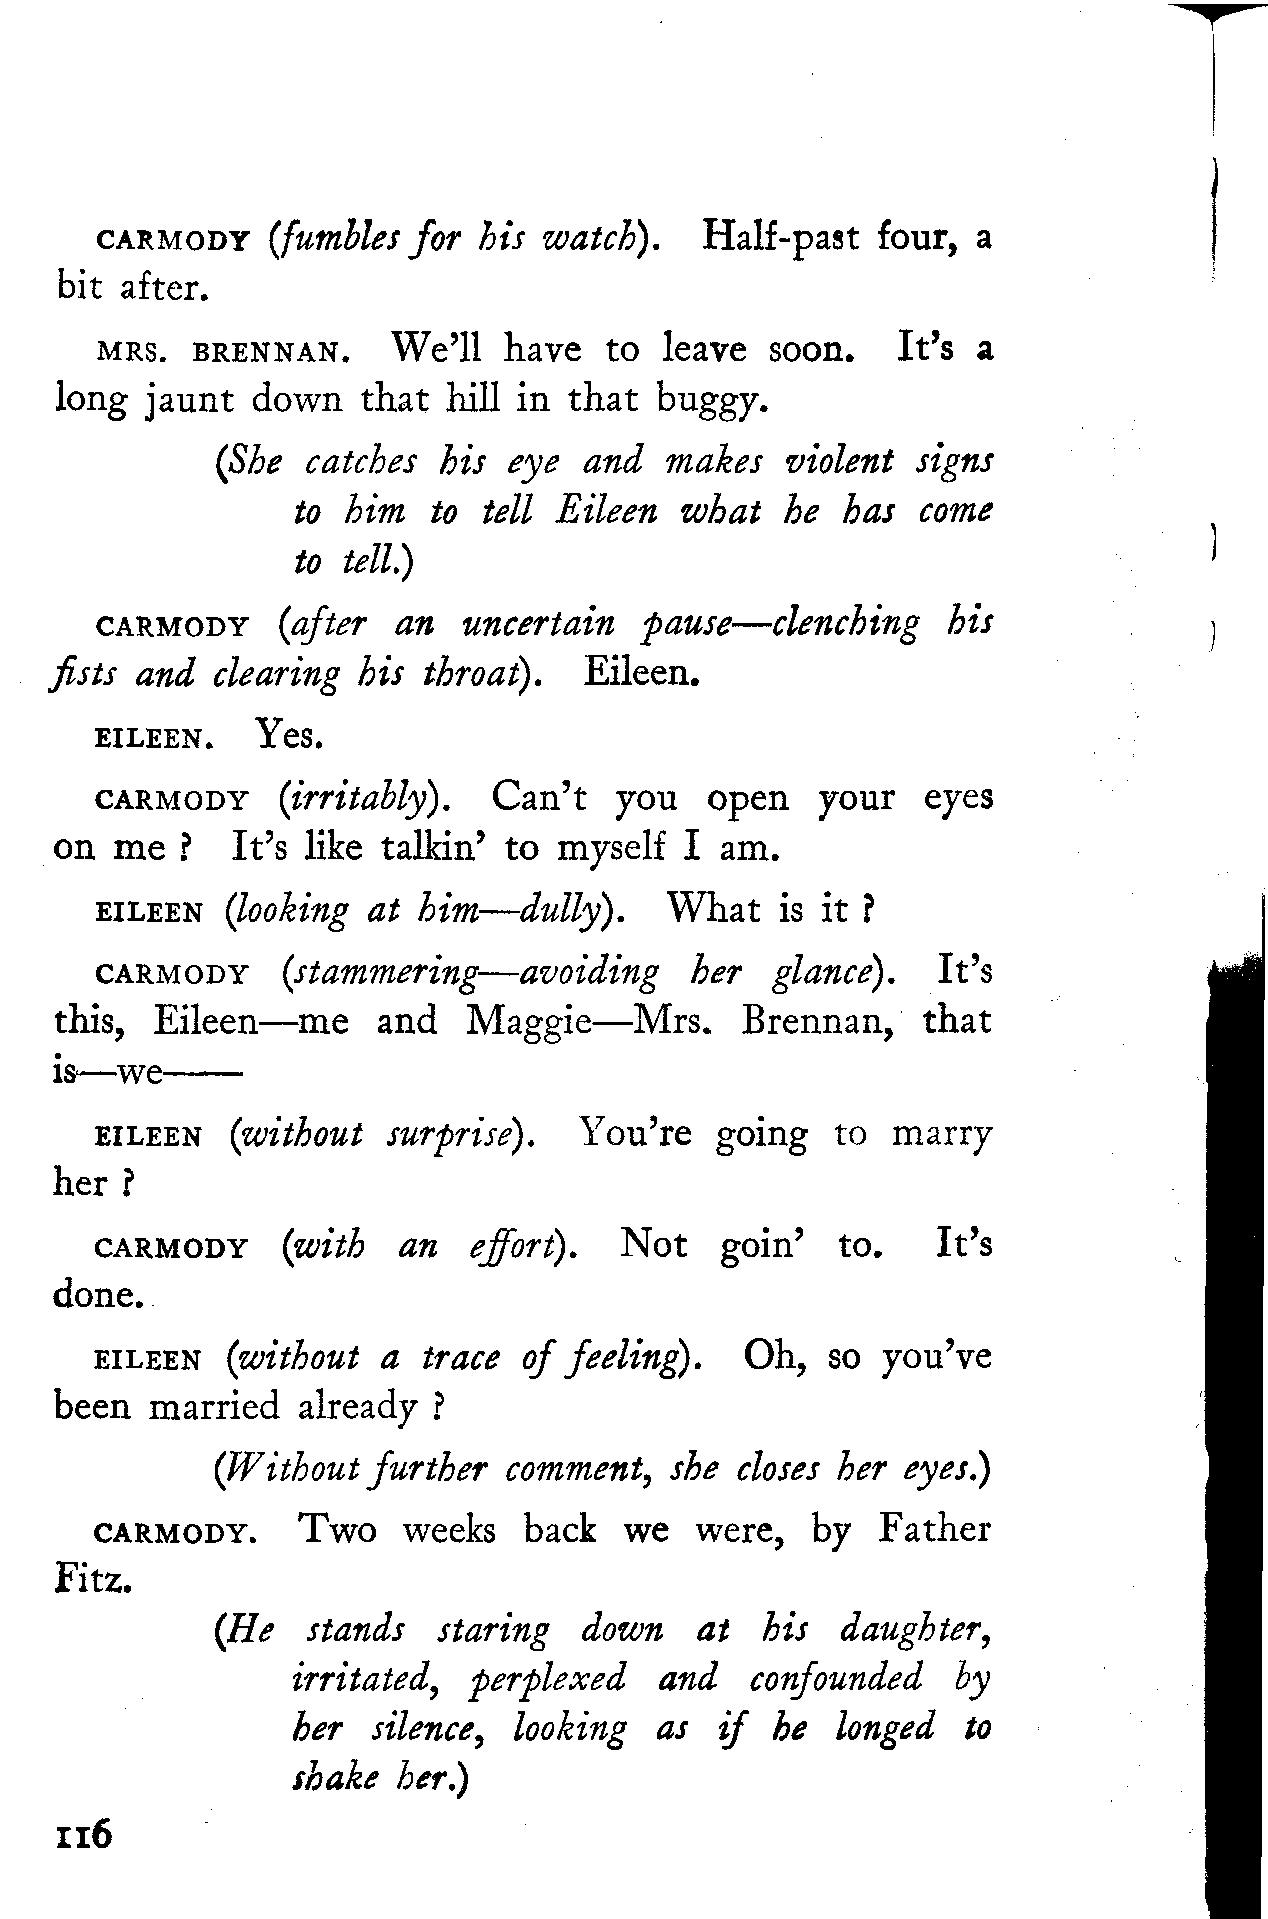 CARMODY (fumbles for his watch). Half-past four, a
bit after.
MRS. BRENNAN. We'll have to leave soon. It's a
long jaunt down that hill in that buggy.
(She catches his eye and makes violent signs
to him to tell Eileen what he has come
to tell.)
CARMODY (after an uncertain pause—clenching his
fists and clearing his throat). Eileen.
EILEEN. Yes.
CARMODY (irritably). Can't you open your eyes
on me ? It's like talkin' to myself I am.
EILEEN (looking at him—dully). What is it ?
CARMODY (stammering—avoiding her glance). It's
this, Eileen—me and Maggie—Mrs. Brennan, that
is—we——
EILEEN (without surprise). You're going to marry
her ?
CARMODY (with an effort). Not goin' to. It's
done.
EILEEN (without a trace of feeling). Oh, so you've
been married already ?
(Without further comment, she closes her eyes.)
CARMODY. Two weeks back we were, by Father
Fitz.
(He stands staring down at his daughter,
irritated, perplexed and confounded by
her silence, looking as if he longed to
shake her.)
116